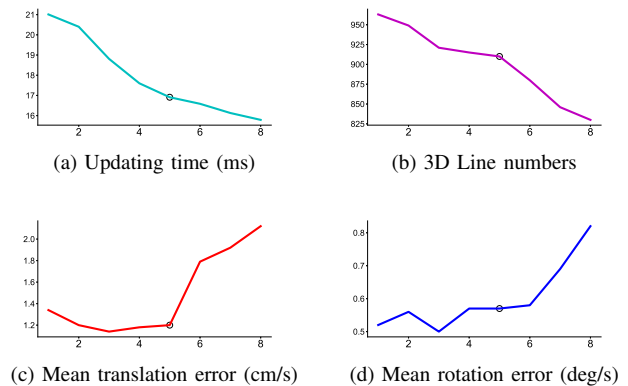 21
20
19
18
17
16
2 4 6 8
(a) Updating time (ms)
950
925
900
875
850
825
2 4 6 8
(b) 3D Line numbers
2.0
1.8
1.6
1.4
1.2
2 4 6 8
(c) Mean translation error (cm/s)
0.8
0.7
0.6
0.5
2 4 6 8
(d) Mean rotation error (deg/s)